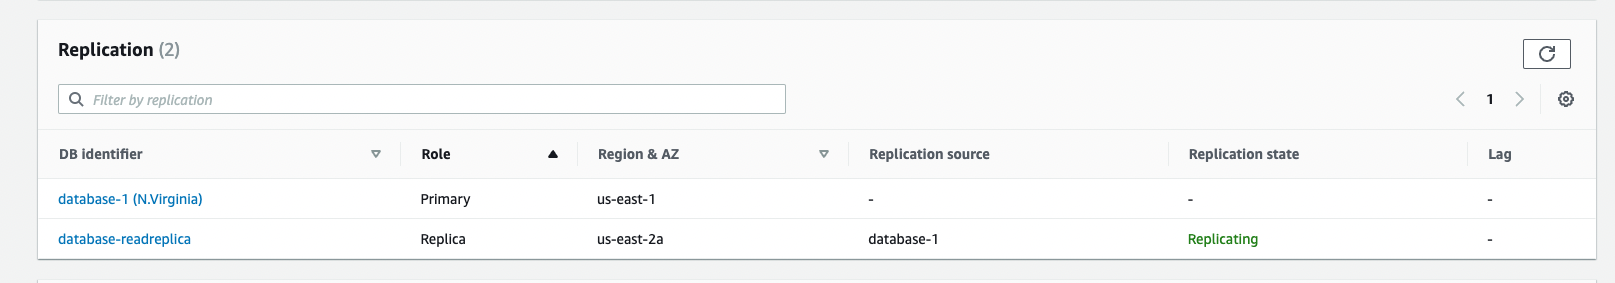 Replication (2)
Filter by replication
1
DB identifier Role Region & AZ Replication source Replication state Lag
database-1 (N.Virginia) Primary us-east-1 - - -
database-readreplica Replica us-east-2a database-1 Replicating -